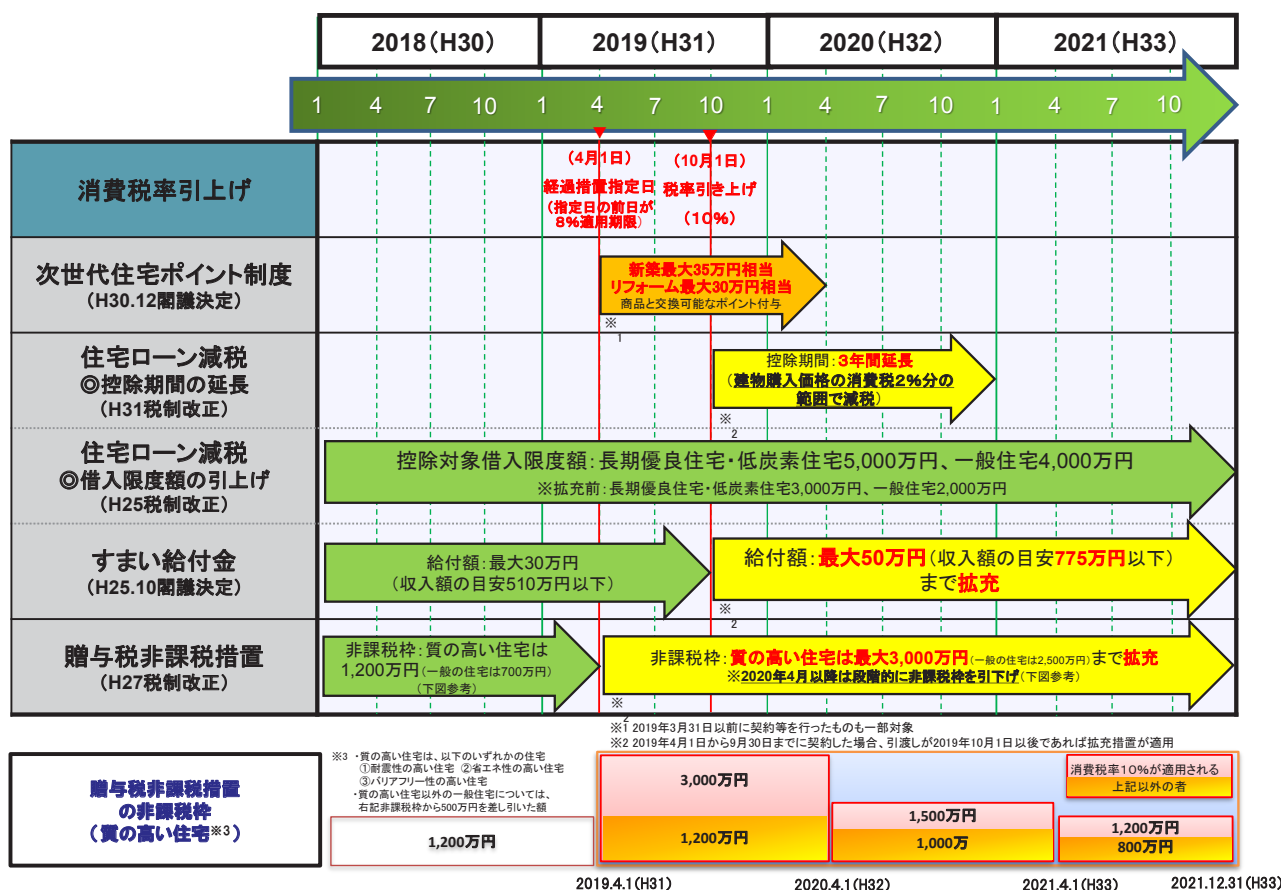 2018(H30)
2019(H31)
2020(H32)
2021(H33)
1 4 7 10 1 4 7 10 1 4 7 10 1 4 7 10
消費税率引上げ
(4月1日)
経過措置指定日
(指定日の前日が
8%適用期限)
(10月1日)
税率引き上げ
(10%)
次世代住宅ポイント制度
(H30.12閣議決定)
新築最大35万円相当
リフォーム最大30万円相当
商品と交換可能なポイント付与
※
1
住宅ローン減税
◎控除期間の延長
(H31税制改正)
控除期間:3年間延長
(建物購入価格の消費税2%分の
範囲で減税)
※
2
住宅ローン減税
◎借入限度額の引上げ
(H25税制改正)
控除対象借入限度額:長期優良住宅・低炭素住宅5,000万円、一般住宅4,000万円
※拡充前:長期優良住宅・低炭素住宅3,000万円、一般住宅2,000万円
すまい給付金
(H25.10閣議決定)
給付額:最大30万円
(収入額の目安510万円以下)
給付額:最大50万円(収入額の目安775万円以下)
まで拡充
※
2
贈与税非課税措置
(H27税制改正)
非課税枠:質の高い住宅は
1,200万円(一般の住宅は700万円)
(下図参考)
非課税枠:質の高い住宅は最大3,000万円(一般の住宅は2,500万円)まで拡充
※2020年4月以降は段階的に非課税枠を引下げ(下図参考)
※
2
※1 2019年3月31日以前に契約等を行ったものも一部対象
※2 2019年4月1日から9月30日までに契約した場合、引渡しが2019年10月1日以後であれば拡充措置が適用
贈与税非課税措置
の非課税枠
(質の高い住宅※3)
※3 ・質の高い住宅は、以下のいずれかの住宅
①耐震性の高い住宅 ②省エネ性の高い住宅
③バリアフリー性の高い住宅
・質の高い住宅以外の一般住宅については、
右記非課税枠から500万円を差し引いた額
1,200万円
3,000万円
1,200万円
1,500万円
1,000万
消費税率10%が適用される
上記以外の者
1,200万円
800万円
2019.4.1(H31)
2020.4.1(H32)
2021.4.1(H33)
2021.12.31(H33)